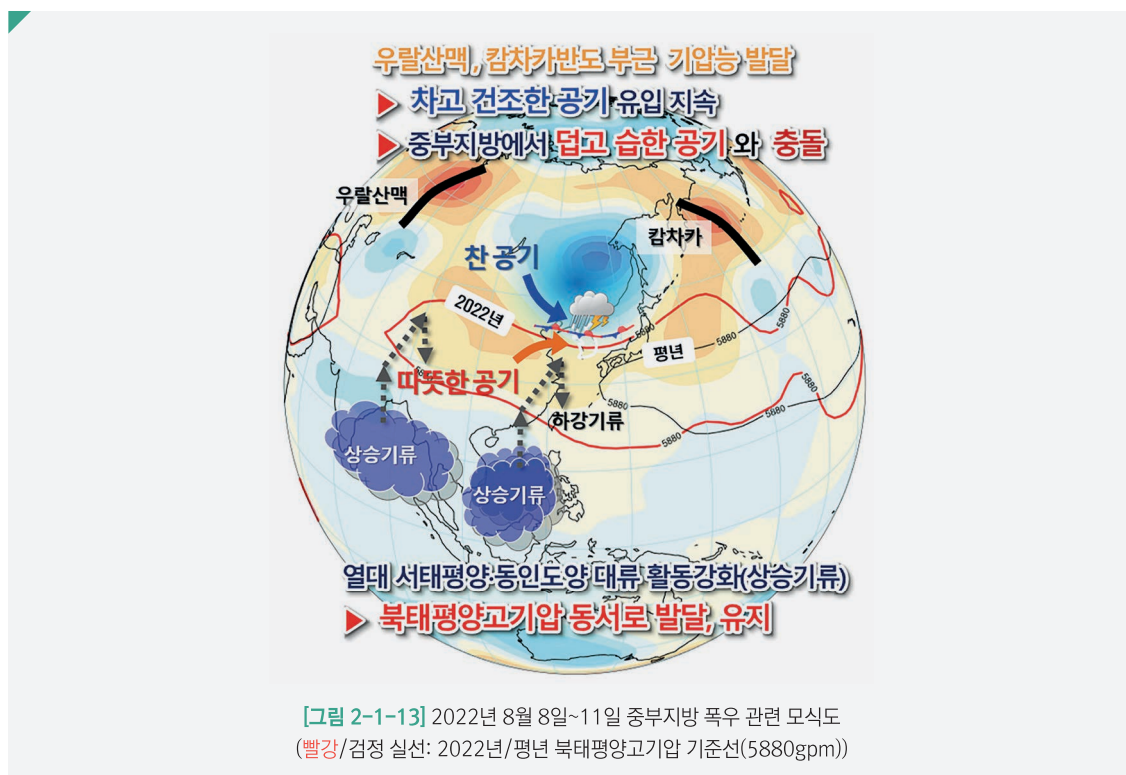 우랄산맥, 캄차카반도 부근 기압능 발달
▶ 차고 건조한 공기 유입 지속
▶ 중부지방에서 덥고 습한 공기 와 충돌
우랄산맥
캄차카
찬 공기
2022년
5880
5880
5880
평년
따뜻한 공기
5880
5880
하강기류
5880
상승기류
상승기류
열대 서태평양·동인도양 대류 활동강화(상승기류)
▶ 북태평양고기압 동서로 발달, 유지
[그림 2-1-13] 2022년 8월 8일~11일 중부지방 폭우 관련 모식도
(빨강/검정 실선: 2022년/평년 북태평양고기압 기준선(5880gpm))